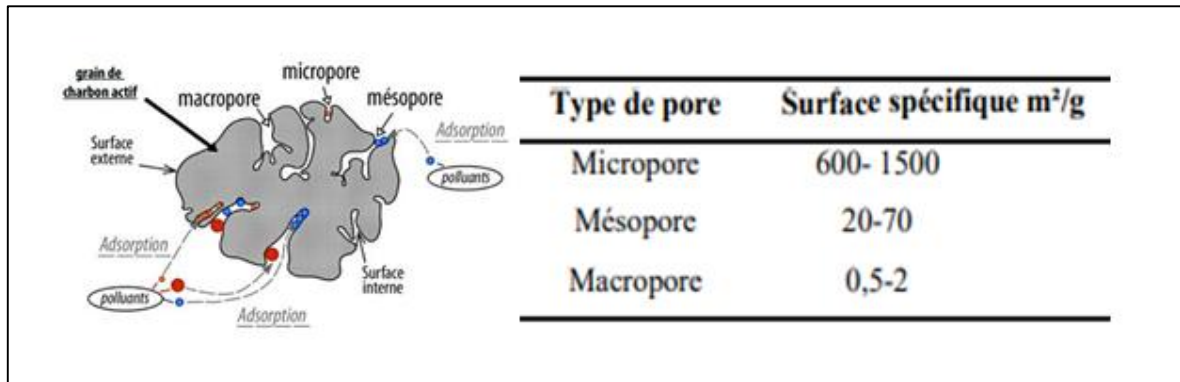 grain de
charbon actif
macropore
micropore
mésopore
Surface
externe
Adsorption
polluants
Adsorption
polluants
Adsorption
Surface
interne
Type de pore Surface spécifique m²/g
Micropore 600- 1500
Mésopore 20-70
Macropore 0,5-2